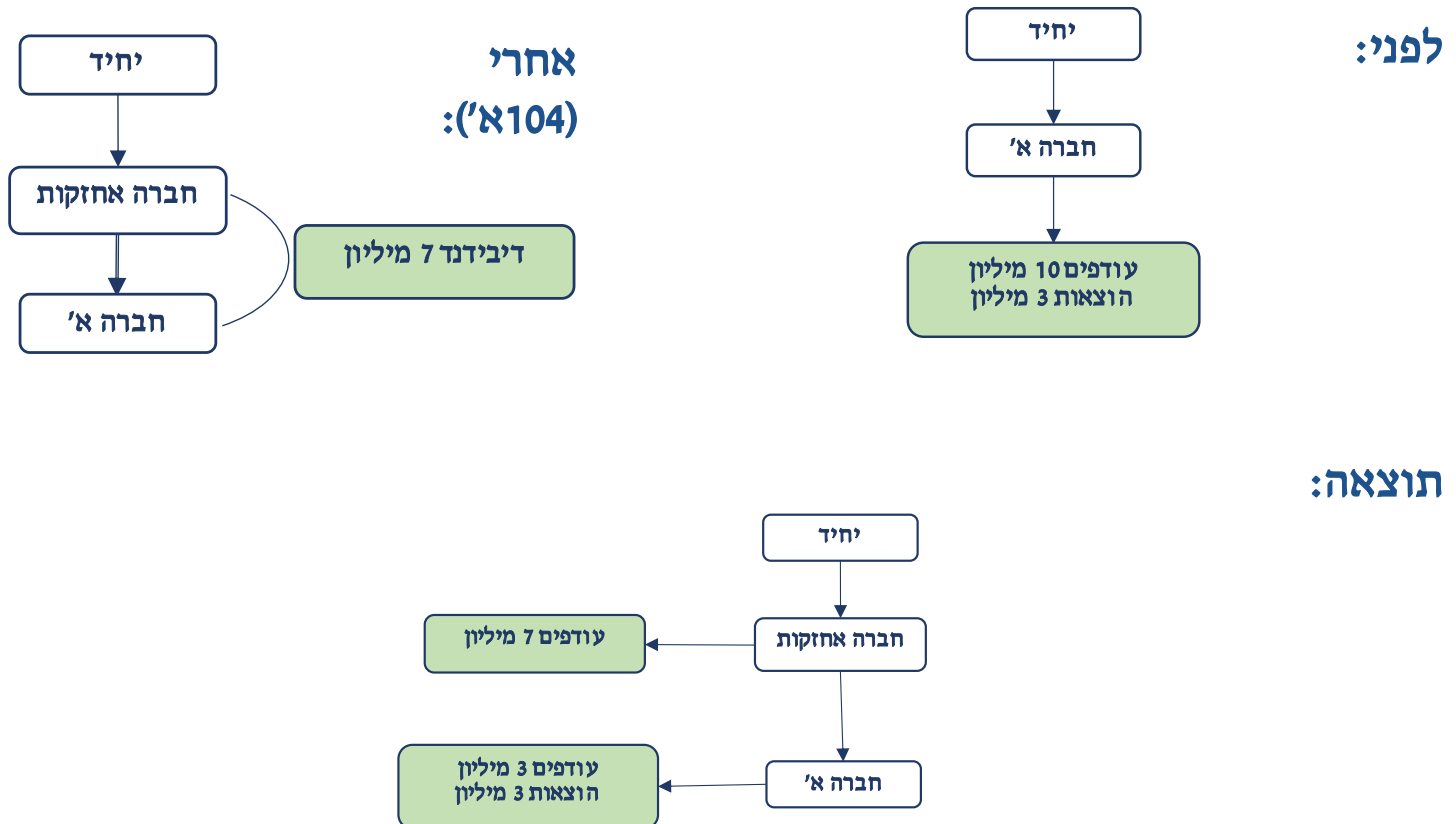 לפני:
יחיד
חברה א'
עודפים 10 מיליון
הוצאות 3 מיליון
אחרי
(104א'):
יחיד
חברה אחזקות
דיבידנד 7 מיליון
חברה א'
תוצאה:
יחיד
חברה אחזקות
עודפים 7 מיליון
חברה א'
עודפים 3 מיליון
הוצאות 3 מיליון